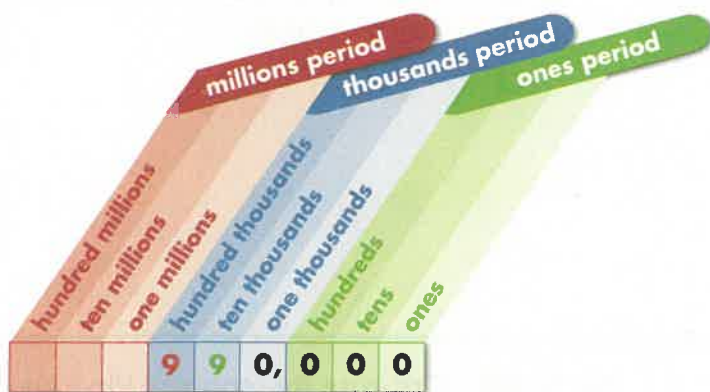 millions period
thousands period
ones period
hundred millions
ten millions
one millions
hundred thousands
ten thousands
one thousands
hundreds
tens
ones
9 9 0, 0 0 0